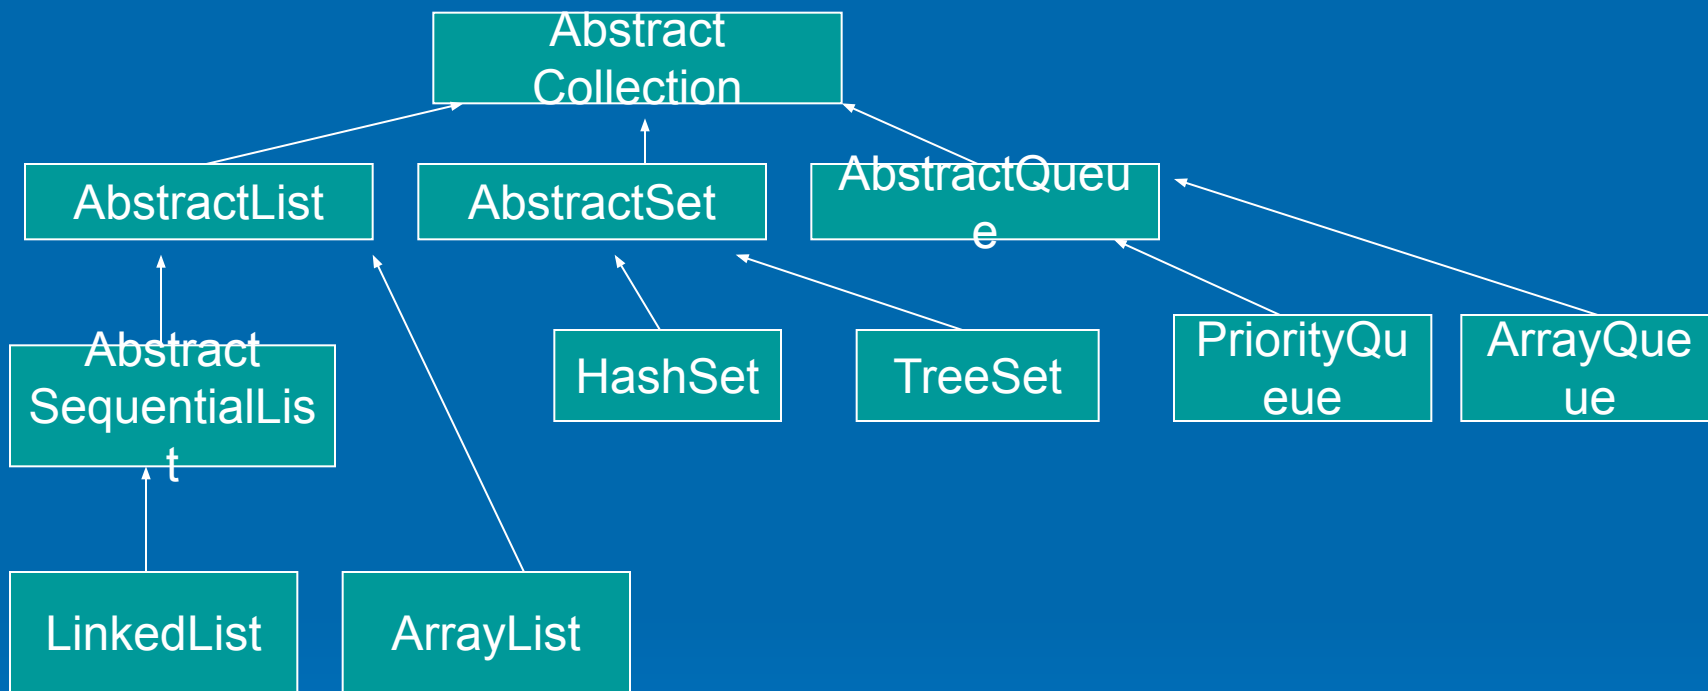 Abstract
Collection
AbstractList
AbstractSet
AbstractQueu
e
Abstract
SequentialLis
t
HashSet
TreeSet
PriorityQu
eue
ArrayQue
ue
LinkedList
ArrayList